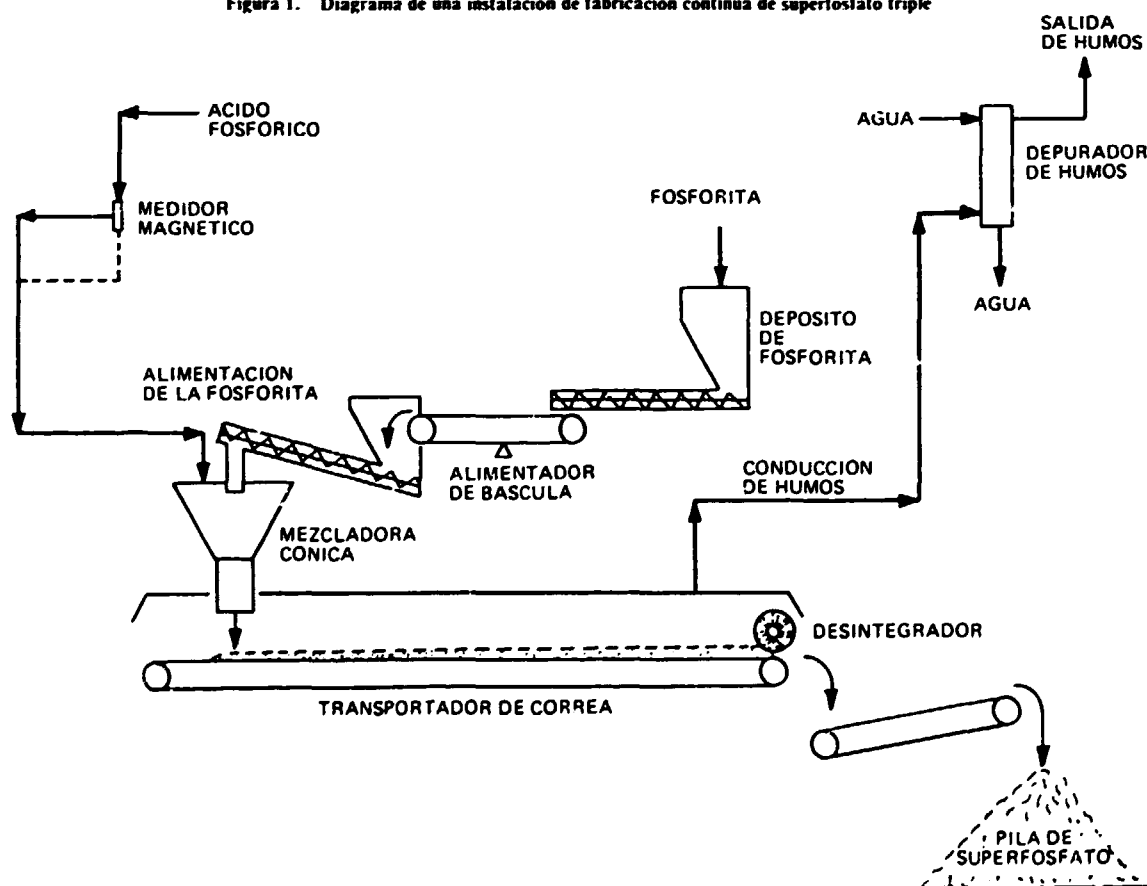 Figura 1. Diagrama de una instalación de fabricación continua de superfosfato triple
SALIDA
DE HUMOS
ACIDO
FOSFORICO
AGUA
DEPURADOR
DE HUMOS
MEDIDOR
MAGNETICO
FOSFORITA
AGUA
DEPOSITO
DE
FOSFORITA
ALIMENTACION
DE LA FOSFORITA
ALIMENTADOR
DE BASCULA
CONDUCCION
DE HUMOS
MEZCLADORA
CONICA
DESINTEGRADOR
TRANSPORTADOR DE CORREA
PILA DE
SUPERFOSFATO